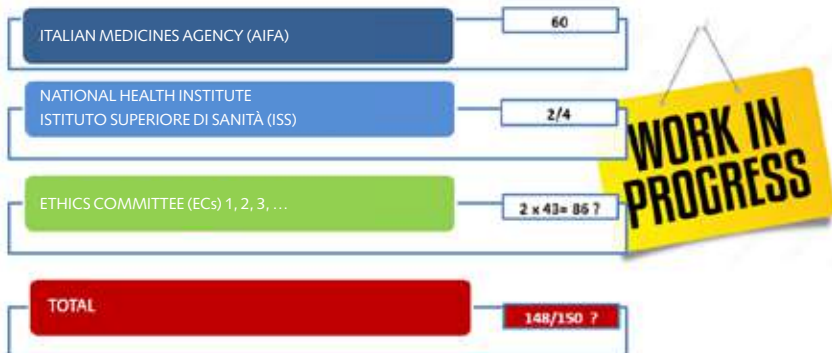 ITALIAN MEDICINES AGENCY (AIFA)
60
NATIONAL HEALTH INSTITUTE
ISTITUTO SUPERIORE DI SANITÀ (ISS)
2/4
ETHICS COMMITTEE (ECs) 1, 2, 3, ...
2 x 43= 86 ?
TOTAL
148/150 ?
WORK IN
PROGRESS